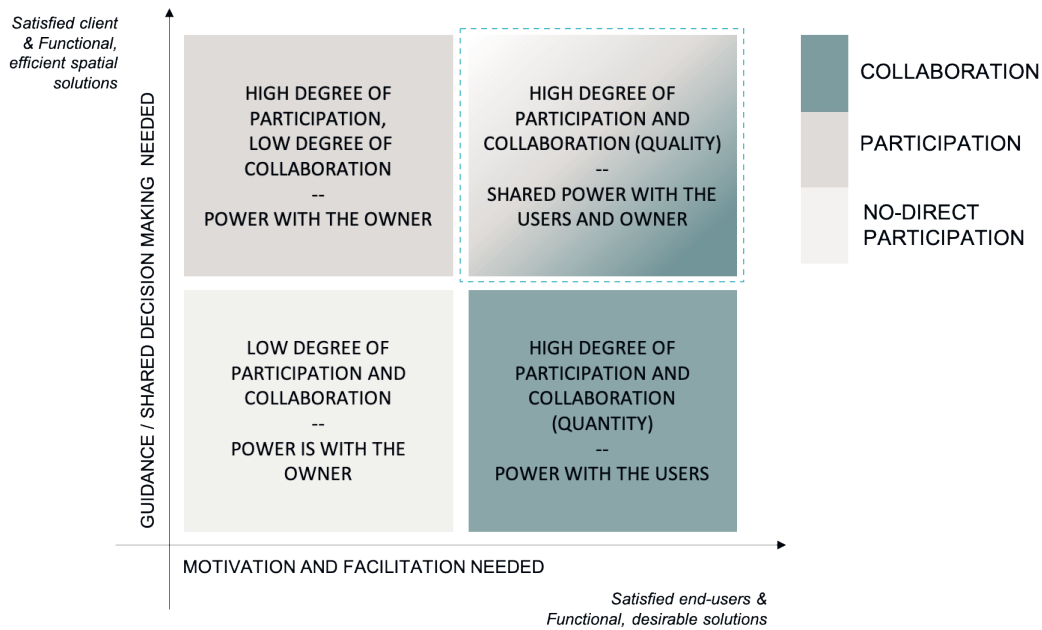 Satisfied client
& Functional,
efficient spatial
solutions
GUIDANCE / SHARED DECISION MAKING NEEDED
HIGH DEGREE OF
PARTICIPATION,
LOW DEGREE OF
COLLABORATION
--
POWER WITH THE OWNER
HIGH DEGREE OF
PARTICIPATION AND
COLLABORATION (QUALITY)
--
SHARED POWER WITH THE
USERS AND OWNER
LOW DEGREE OF
PARTICIPATION AND
COLLABORATION
--
POWER IS WITH THE
OWNER
HIGH DEGREE OF
PARTICIPATION AND
COLLABORATION
(QUANTITY)
--
POWER WITH THE USERS
MOTIVATION AND FACILITATION NEEDED
Satisfied end-users &
Functional, desirable solutions
COLLABORATION
PARTICIPATION
NO-DIRECT
PARTICIPATION